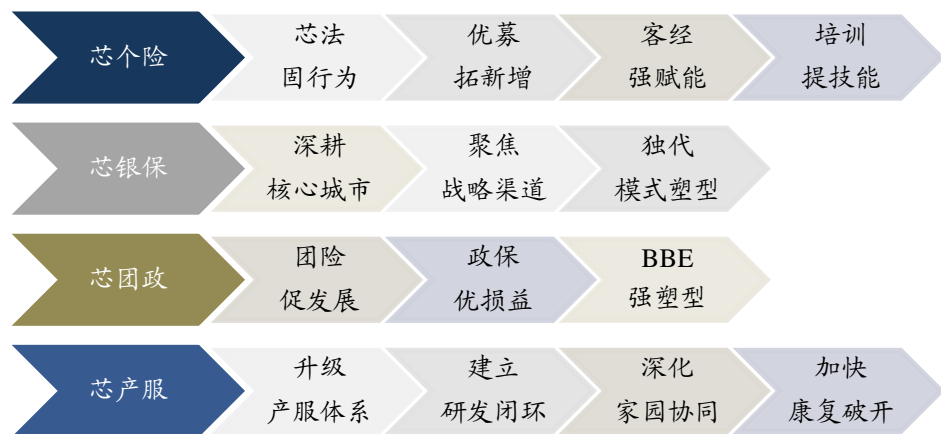 芯个险
芯法
固行为
优募
拓新增
客经
强赋能
培训
提技能
芯银保
深耕
核心城市
聚焦
战略渠道
独代
模式塑型
芯团政
团险
促发展
政保
优损益
BBE
强塑型
芯产服
升级
产服体系
建立
研发闭环
深化
家园协同
加快
康复破开